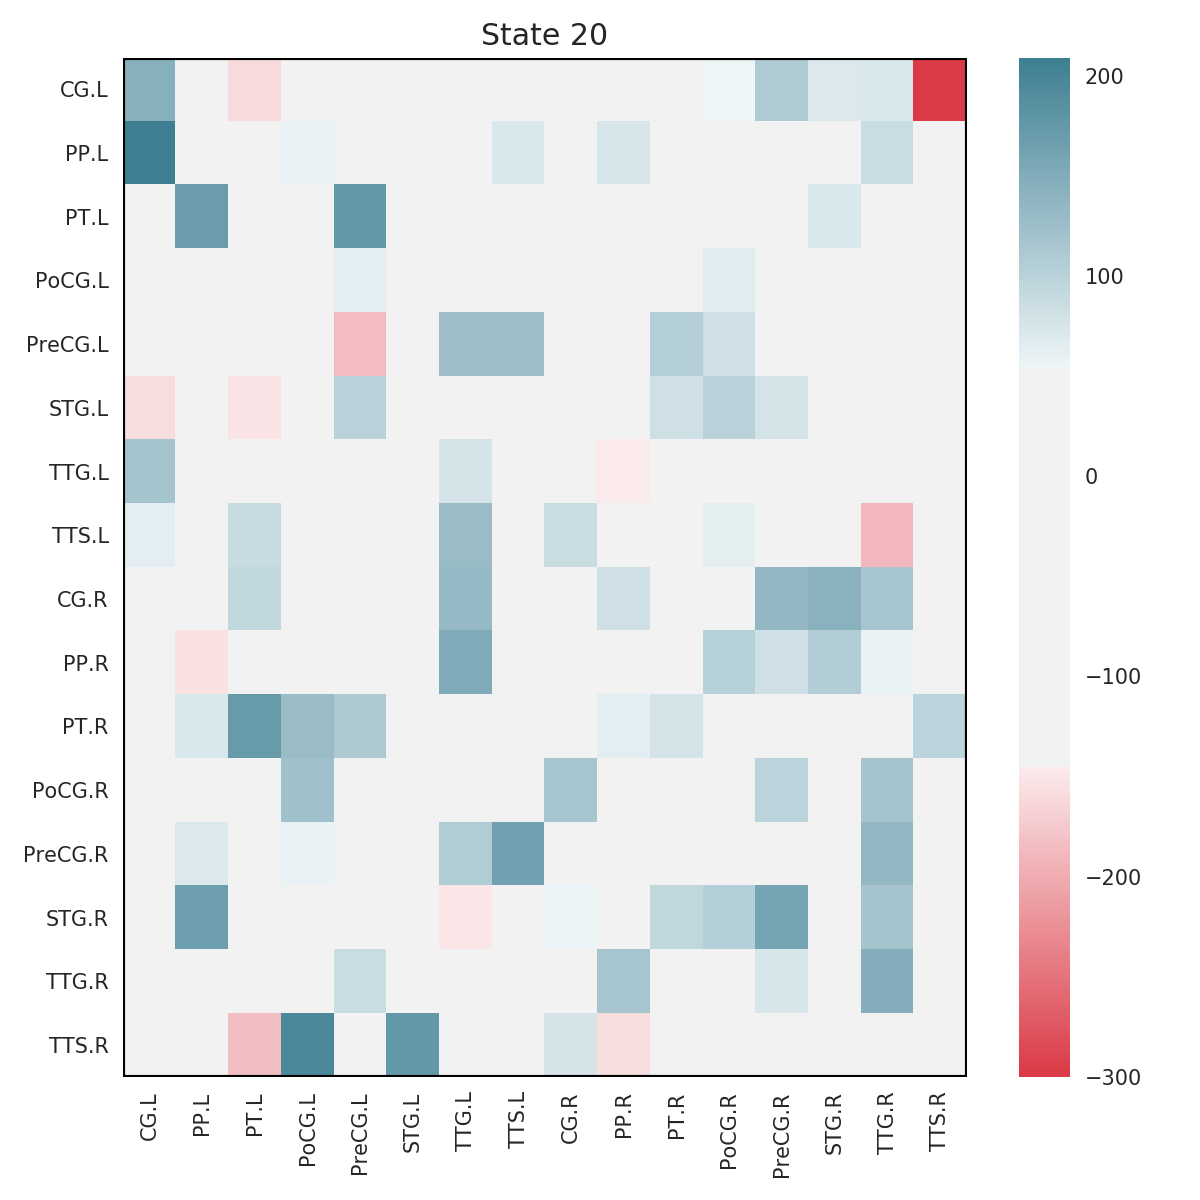 State 20
CG.L
PP.L
PT.L
PoCG.L
PreCG.L
STG.L
TTG.L
TTS.L
CG.R
PP.R
PT.R
PoCG.R
PreCG.R
STG.R
TTG.R
TTS.R
CG.L
PP.L
PT.L
PoCG.L
PreCG.L
STG.L
TTG.L
TTS.L
CG.R
PP.R
PT.R
PoCG.R
PreCG.R
STG.R
TTG.R
TTS.R
200
100
0
−100
−200
−300